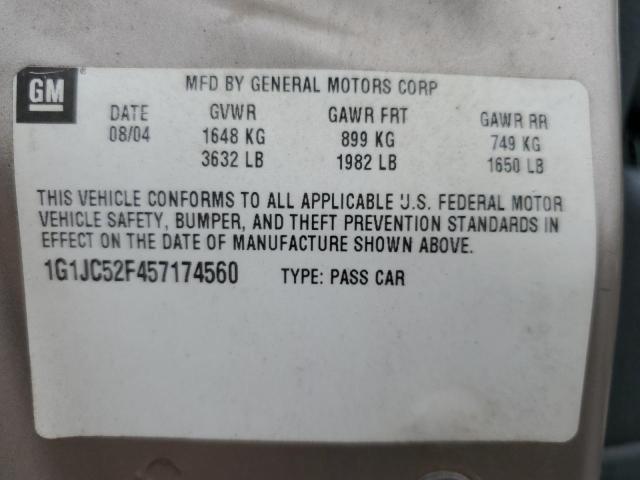 GM
MFD BY GENERAL MOTORS CORP
DATE GVWR GAWR FRT GAWR RR
08/04 1648 KG 899 KG 749 KG
3632 LB 1982 LB 1650 LB
THIS VEHICLE CONFORMS TO ALL APPLICABLE U.S. FEDERAL MOTOR
VEHICLE SAFETY, BUMPER, AND THEFT PREVENTION STANDARDS IN
EFFECT ON THE DATE OF MANUFACTURE SHOWN ABOVE.
1G1JC52F457174560 TYPE: PASS CAR